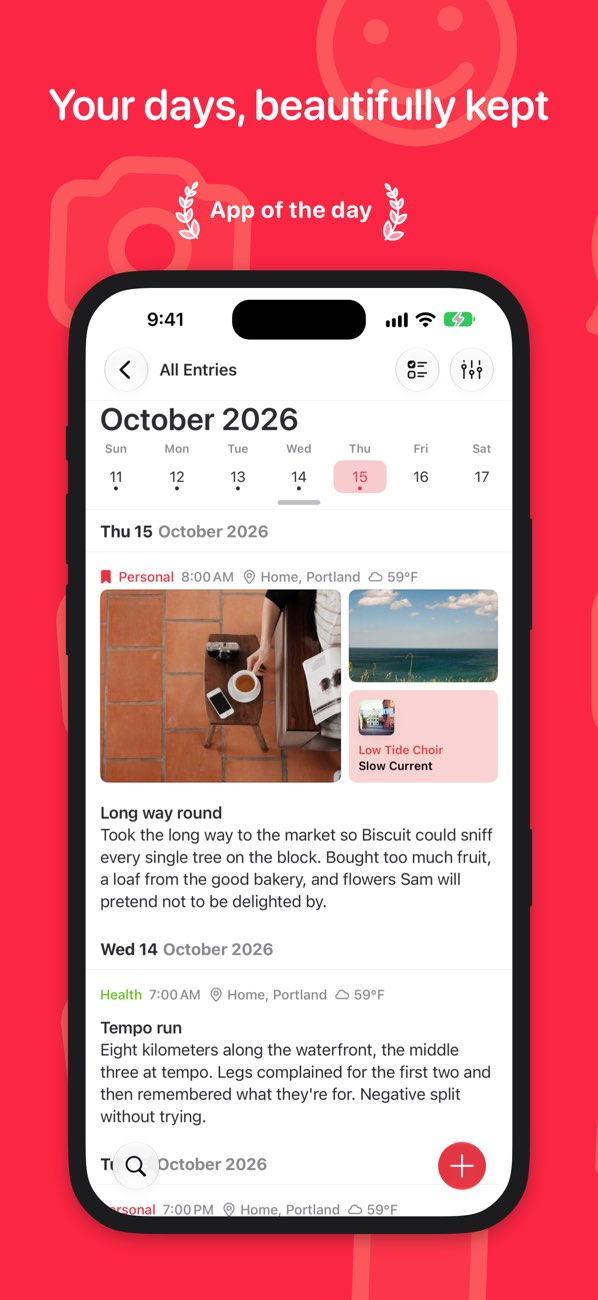 Your days, beautifully kept
App of the day
9:41
All Entries
October 2026
Sun Mon Tue Wed Thu Fri Sat
11 12 13 14 15 16 17
Thu 15 October 2026
Personal 8:00 AM Home, Portland 59°F
Low Tide Choir
Slow Current
Long way round
Took the long way to the market so Biscuit could sniff
every single tree on the block. Bought too much fruit,
a loaf from the good bakery, and flowers Sam will
pretend not to be delighted by.
Wed 14 October 2026
Health 7:00 AM Home, Portland 59°F
Tempo run
Eight kilometers along the waterfront, the middle
three at tempo. Legs complained for the first two and
then remembered what they're for. Negative split
without trying.
October 2026
7:00 PM Home, Portland 59°F